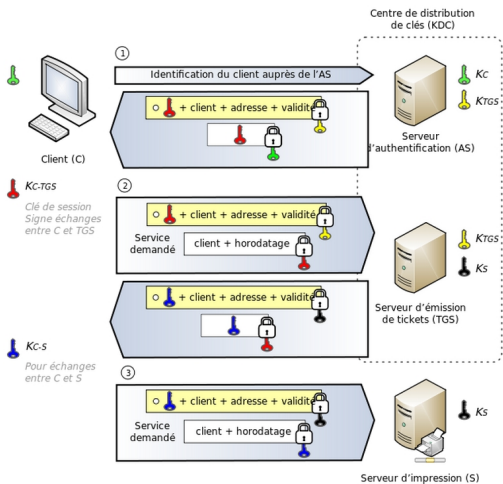 Centre de distribution
de clés (KDC)
1
Identification du client auprès de l'AS
KC
KTGS
+ client + adresse + validité
Serveur
d'authentification (AS)
Client (C)
KC-TGS
Clé de session
Signe échanges
entre C et TGS
2
+ client + adresse + validité
Service
demandé
client + horodatage
KTGS
KS
+ client + adresse + validité
Serveur d'émission
de tickets (TGS)
KC-S
Pour échanges
entre C et S
3
+ client + adresse + validité
Service
demandé
client + horodatage
KS
Serveur d'impression (S)